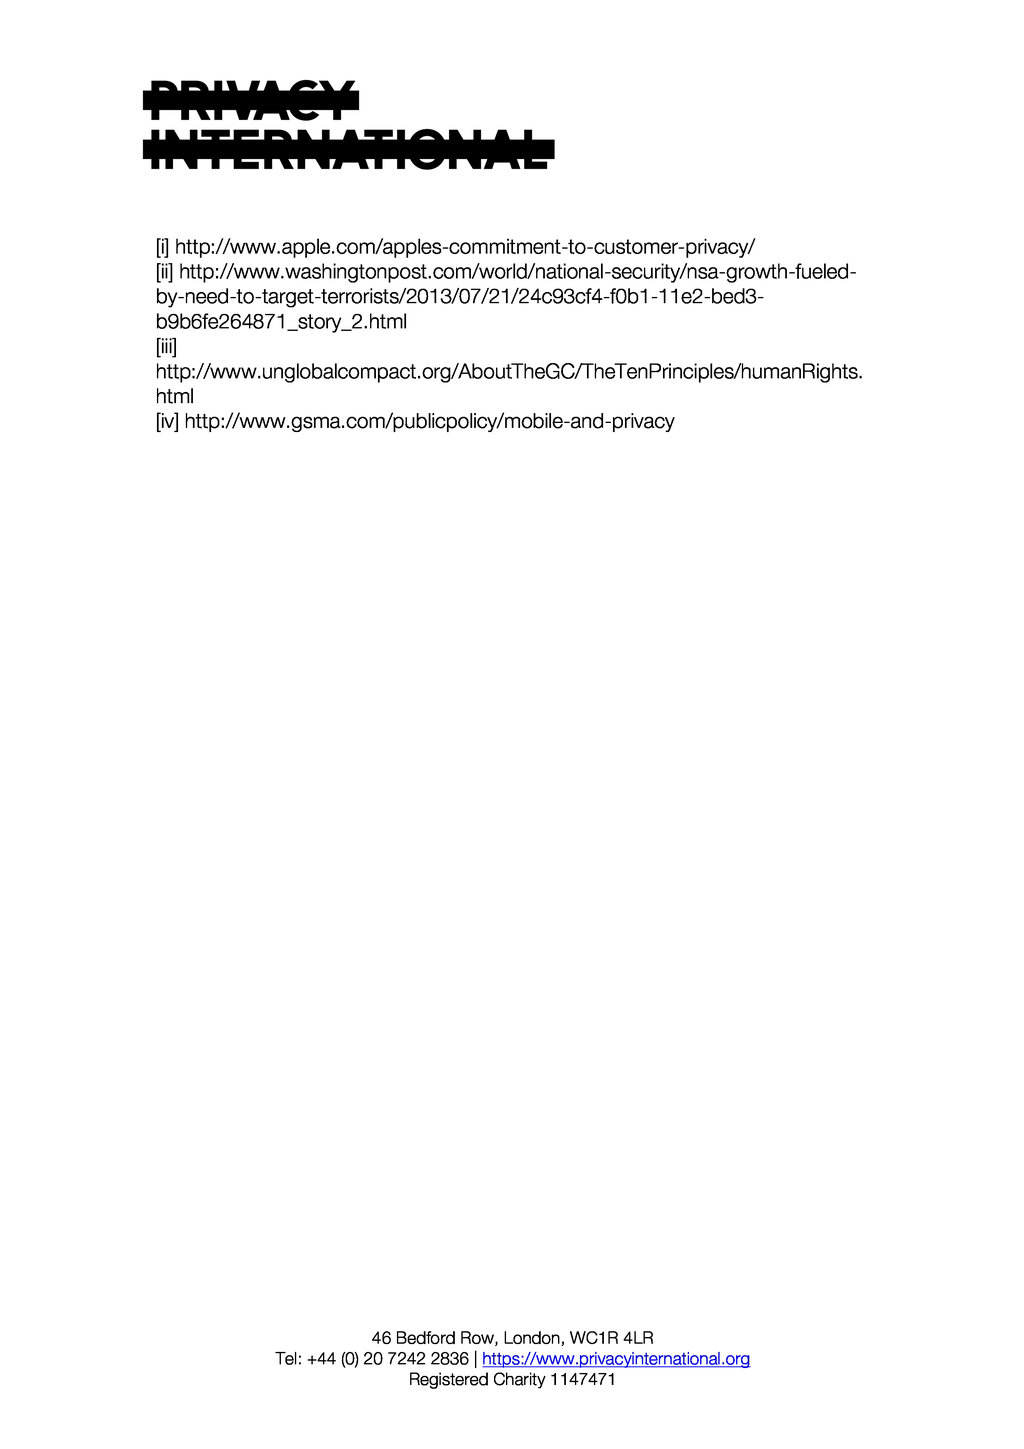 PRIVACY
INTERNATIONAL
[i] http://www.apple.com/apples-commitment-to-customer-privacy/
[ii] http://www.washingtonpost.com/world/national-security/nsa-growth-fueled-
by-need-to-target-terrorists/2013/07/21/24c93cf4-f0b1-11e2-bed3-
b9b6fe264871_story_2.html
[iii]
http://www.unglobalcompact.org/AboutTheGC/TheTenPrinciples/humanRights.
html
[iv] http://www.gsma.com/publicpolicy/mobile-and-privacy
46 Bedford Row, London, WC1R 4LR
Tel: +44 (0) 20 7242 2836 | https://www.privacyinternational.org
Registered Charity 1147471